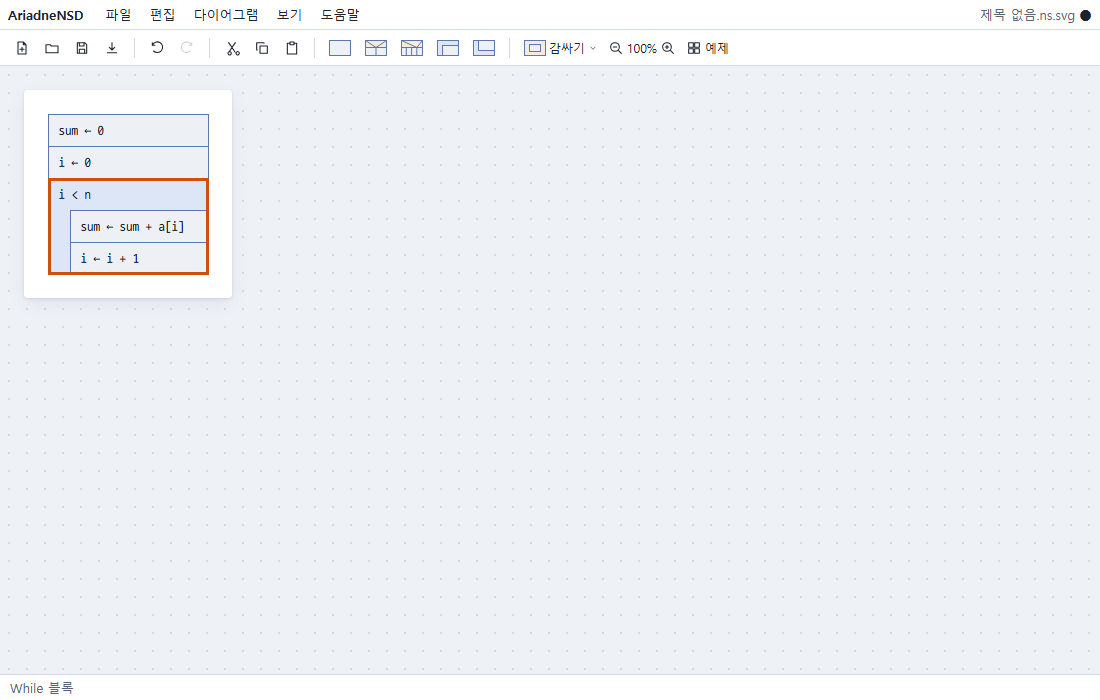 AriadneNSD 파일 편집 다이어그램 보기 도움말 제목 없음.ns.svg
감싸기 100% 예제
sum ← 0
i ← 0
i < n
sum ← sum + a[i]
i ← i + 1
While 블록